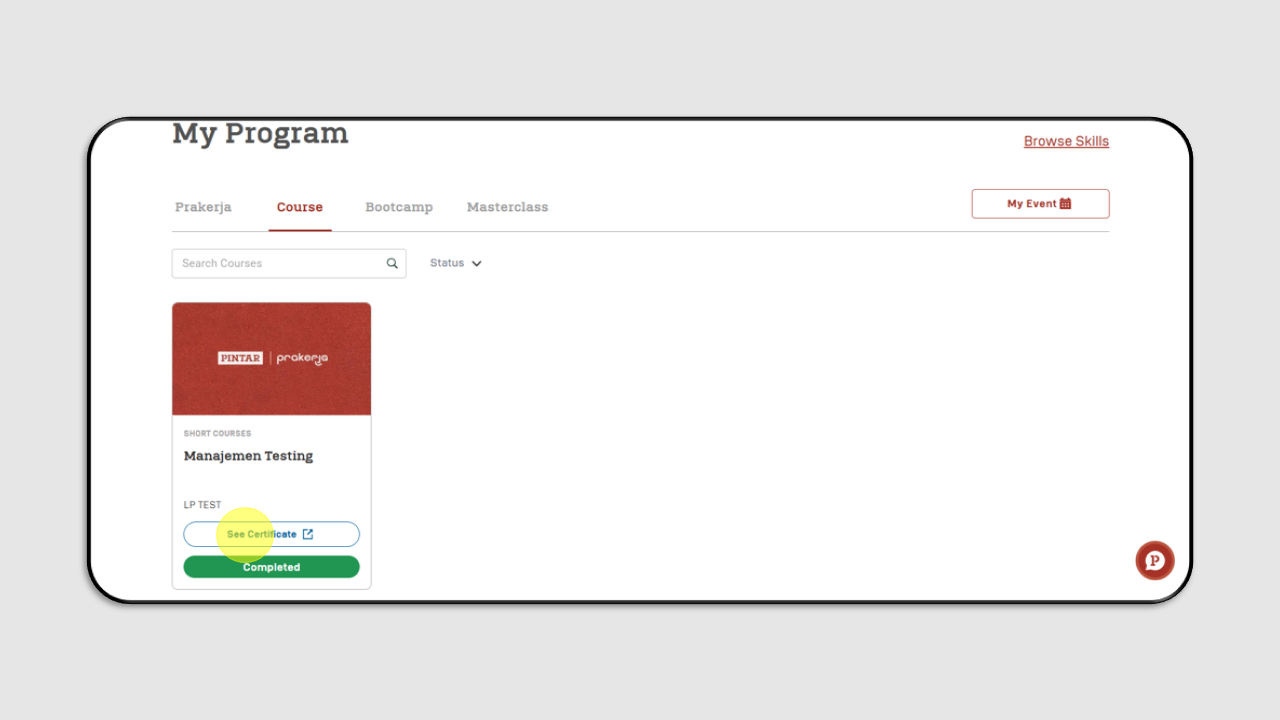 My Program
Browse Skills
Prakerja Course Bootcamp Masterclass
My Event
Search Courses
Status
PINTAR | prakerja
SHORT COURSES
Manajemen Testing
LP TEST
See Certificate
Completed
P